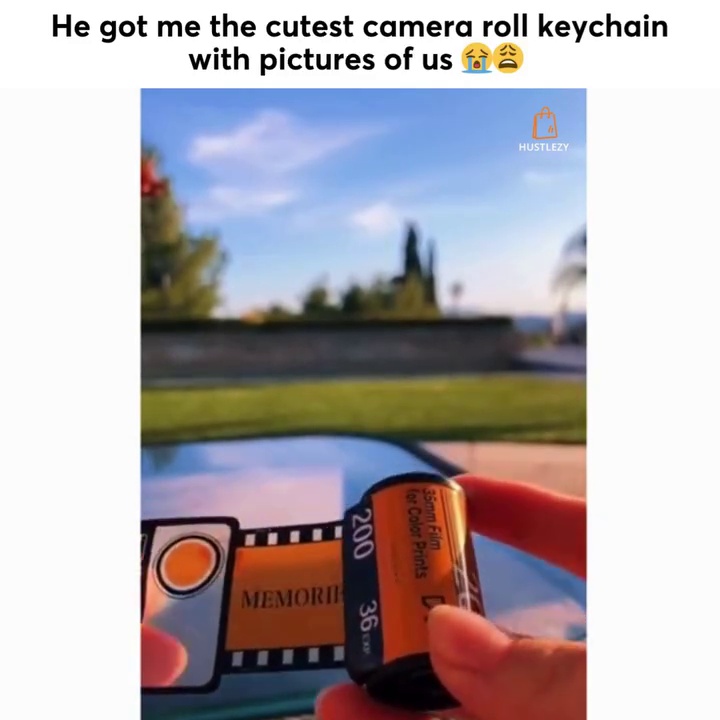 He got me the cutest camera roll keychain
with pictures of us 😭😩
HUSTLEZY
35mm Film
for Color Prints
200
36 EXP